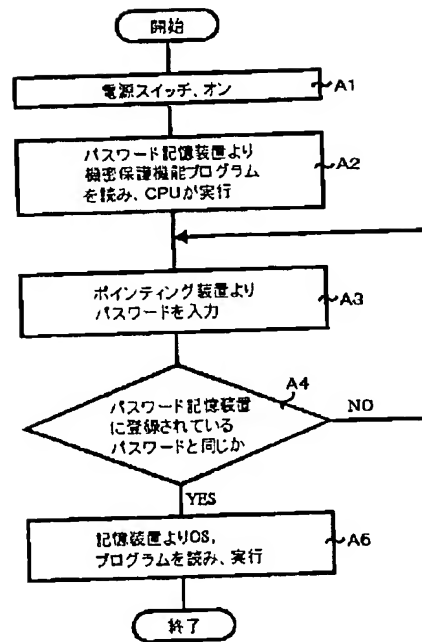 開始
電源スイッチ、オン
A1
パスワード記憶装置より
機密保護機能プログラム
を読み、CPUが実行
A2
ポインティング装置より
パスワードを入力
A3
パスワード記憶装置
に登録されている
パスワードと同じか
A4
NO
YES
記憶装置よりOS,
プログラムを読み、実行
A5
終了